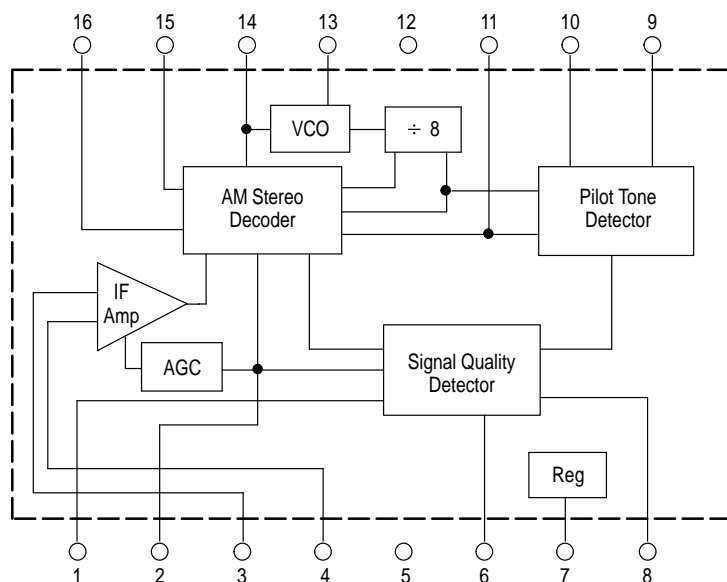 16 15 14 13 12 11 10 9
VCO
÷ 8
AM Stereo
Decoder
Pilot Tone
Detector
IF
Amp
AGC
Signal Quality
Detector
Reg
1 2 3 4 5 6 7 8